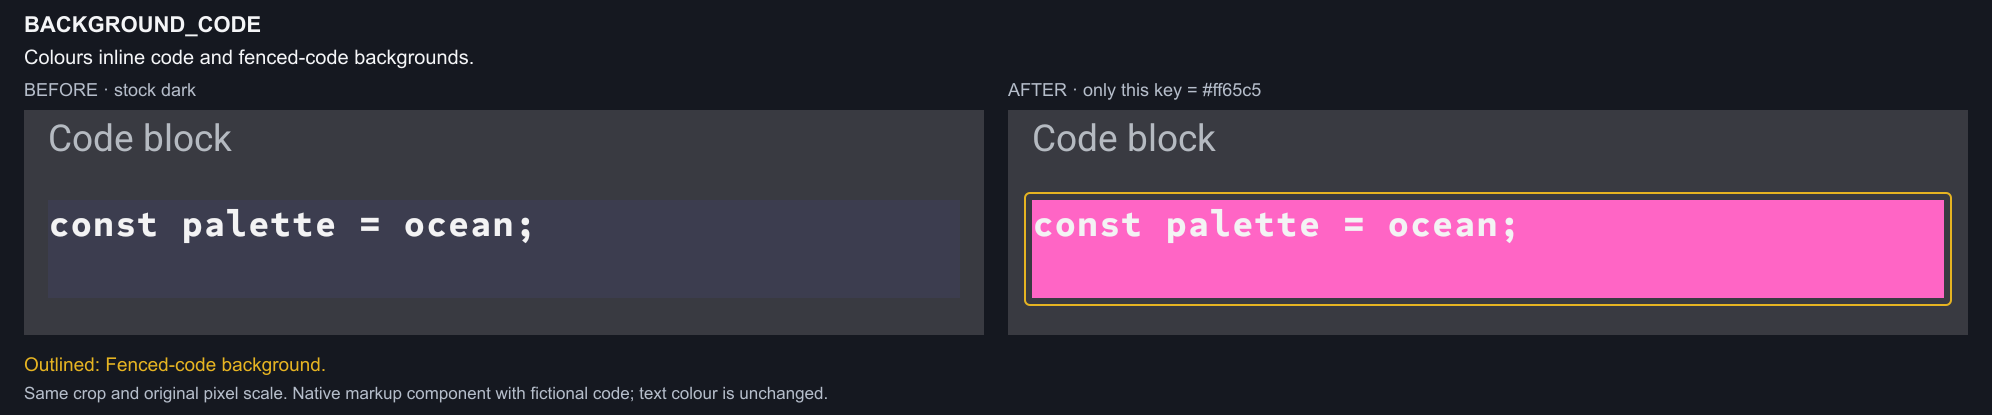 BACKGROUND_CODE
Colours inline code and fenced-code backgrounds.
BEFORE · stock dark
AFTER · only this key = #ff65c5
Code block
Code block
const palette = ocean;
const palette = ocean;
Outlined: Fenced-code background.
Same crop and original pixel scale. Native markup component with fictional code; text colour is unchanged.